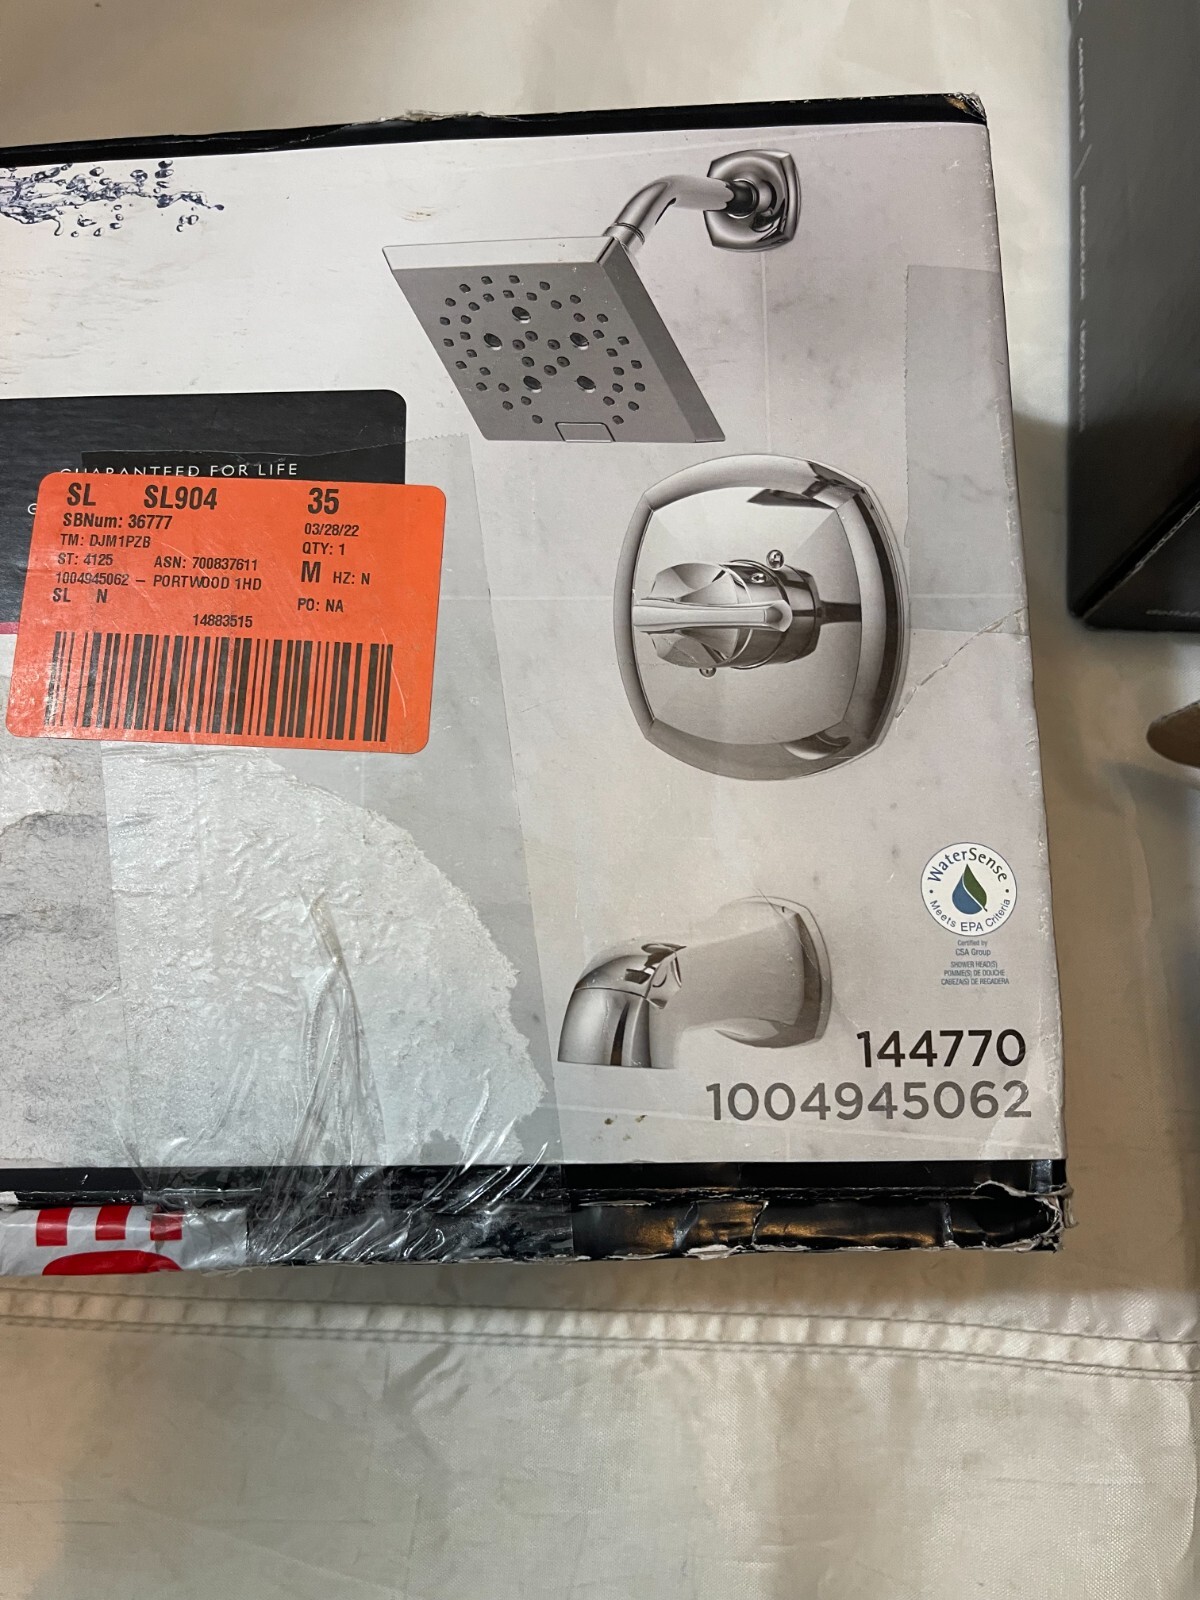 GUARANTEED FOR LIFE
SL SL904 35
SBNum: 36777 03/28/22
TM: DJM1PZB QTY: 1
ST: 4125 ASN: 700837611 M HZ: N
1004945062 – PORTWOOD 1HD
SL N PO: NA
14883515
WaterSense
Meets EPA Criteria
Certified by
CSA Group
SHOWER HEAD(S)
POMME(S) DE DOUCHE
CABEZA(S) DE REGADERA
144770
1004945062